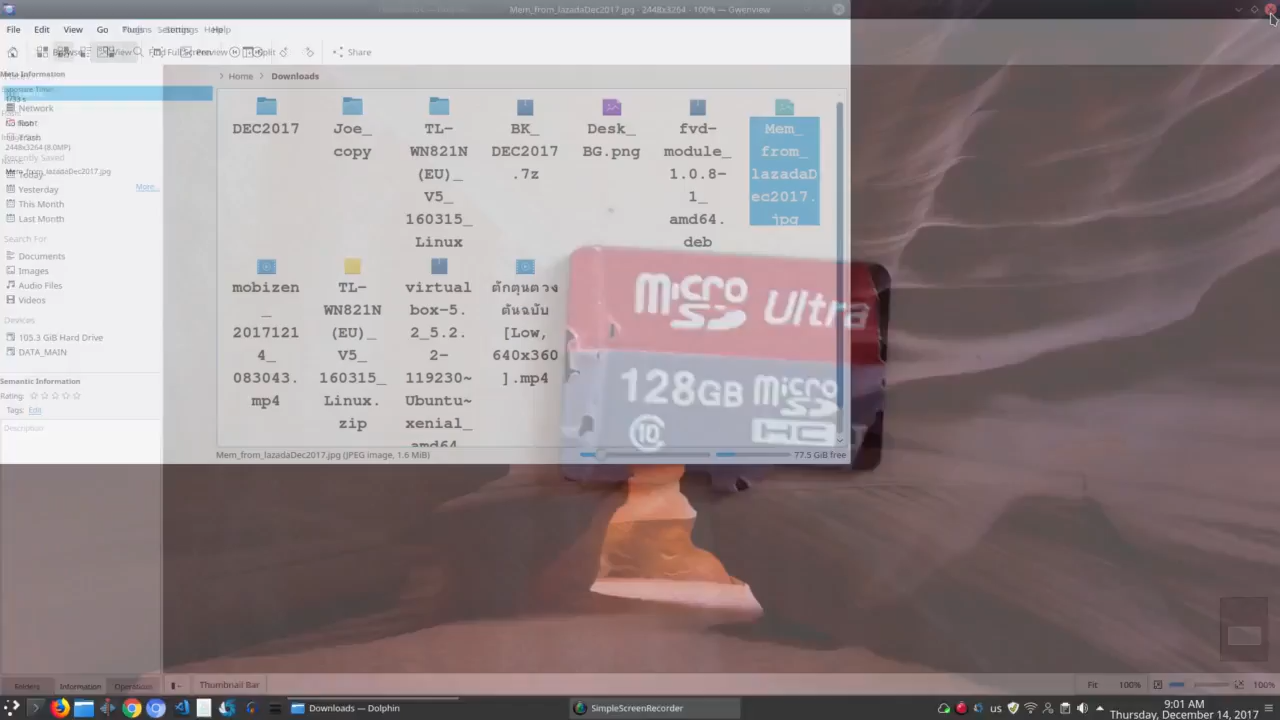 Mem_from_lazadaDec2017.jpg - 2448x3264 - 100% — Gwenview
File Edit View Go Plugins Settings Help
Share
Meta Information
Home > Downloads
Network
Root
Trash
2448x3264 (8.0MP)
Recently Saved
Mem_from_lazadaDec2017.jpg
Today
Yesterday
More...
This Month
Last Month
Search For
Documents
Images
Audio Files
Videos
Devices
105.3 GiB Hard Drive
DATA_MAIN
Semantic Information
Rating:
Tags: Edit
Description
DEC2017
Joe_
copy
TL-
WN821N
(EU)_
V5_
160315_
Linux
BK_
DEC2017
.7z
Desk_
BG.png
fvd-
module_
1.0.8-
1_
amd64.
deb
Mem_
from_
lazadaD
ec2017.
jpg
mobizen
_
2017121
4_
083043.
mp4
TL-
WN821N
(EU)_
V5_
160315_
Linux.
zip
virtual
box-5.
2_5.2.
2-
119230~
Ubuntu~
xenial_
amd64.
ตักตุนตวง
ต้นฉบับ
[Low,
640x360
].mp4
Micro
SD Ultra
128GB Micro
SD
10 HC I
Mem_from_lazadaDec2017.jpg (JPEG image, 1.6 MiB)
77.5 GiB free
Folders Information Operations
Thumbnail Bar
Fit 100% 100%
Downloads — Dolphin
SimpleScreenRecorder
us
9:01 AM
Thursday, December 14, 2017